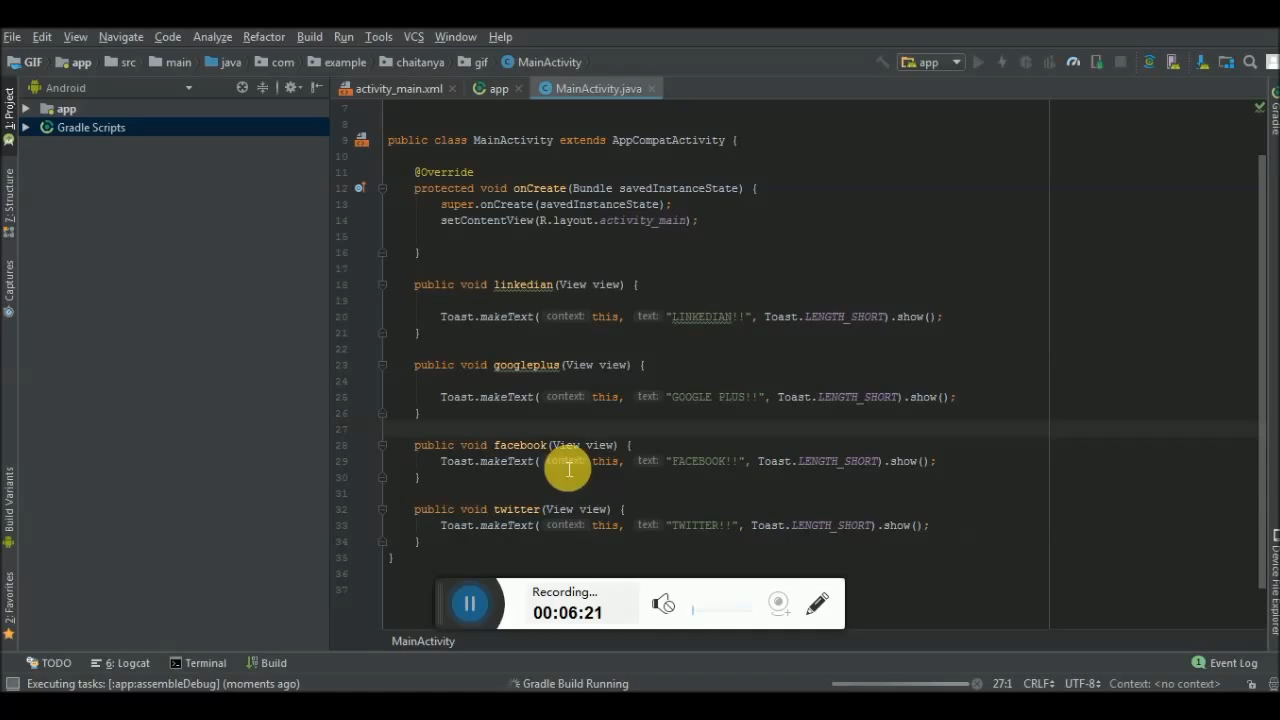 File Edit View Navigate Code Analyze Refactor Build Run Tools VCS Window Help
GIF app src main java com example chaitanya gif MainActivity app
Android activity_main.xml app MainActivity.java
1: Project
7: Structure
Captures
Build Variants
2: Favorites
app
Gradle Scripts
7
8
9 public class MainActivity extends AppCompatActivity {
10
11 @Override
12 protected void onCreate(Bundle savedInstanceState) {
13 super.onCreate(savedInstanceState);
14 setContentView(R.layout.activity_main);
15
16 }
17
18 public void linkedian(View view) {
19
20 Toast.makeText( context: this, text: "LINKEDIAN!!", Toast.LENGTH_SHORT).show();
21 }
22
23 public void googleplus(View view) {
24
25 Toast.makeText( context: this, text: "GOOGLE PLUS!!", Toast.LENGTH_SHORT).show();
26 }
27
28 public void facebook(View view) {
29 Toast.makeText( context: this, text: "FACEBOOK!!", Toast.LENGTH_SHORT).show();
30 }
31
32 public void twitter(View view) {
33 Toast.makeText( context: this, text: "TWITTER!!", Toast.LENGTH_SHORT).show();
34 }
35 }
36
37
Recording...
00:06:21
MainActivity
Gradle
Device File Explorer
TODO 6: Logcat Terminal Build Event Log
Executing tasks: [:app:assembleDebug] (moments ago) Gradle Build Running 27:1 CRLF UTF-8 Context: <no context>